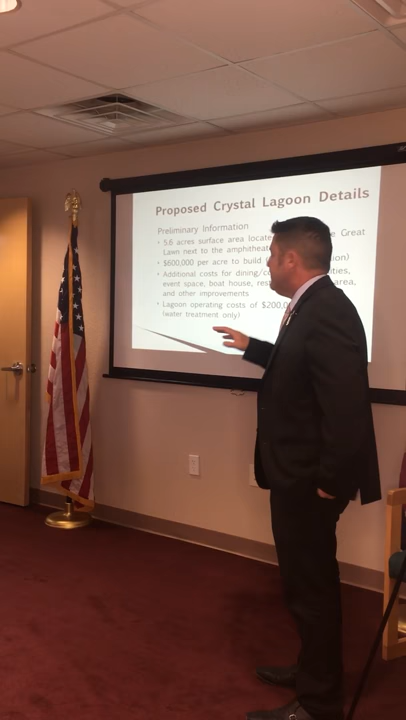 Proposed Crystal Lagoon Details
Preliminary Information
• 5.6 acres surface area locate Great
Lawn next to the amphitheat
• $600,000 per acre to build
• Additional costs for dining/
event space, boat house, area,
and other improvements
• Lagoon operating costs of $200,0
(water treatment only)